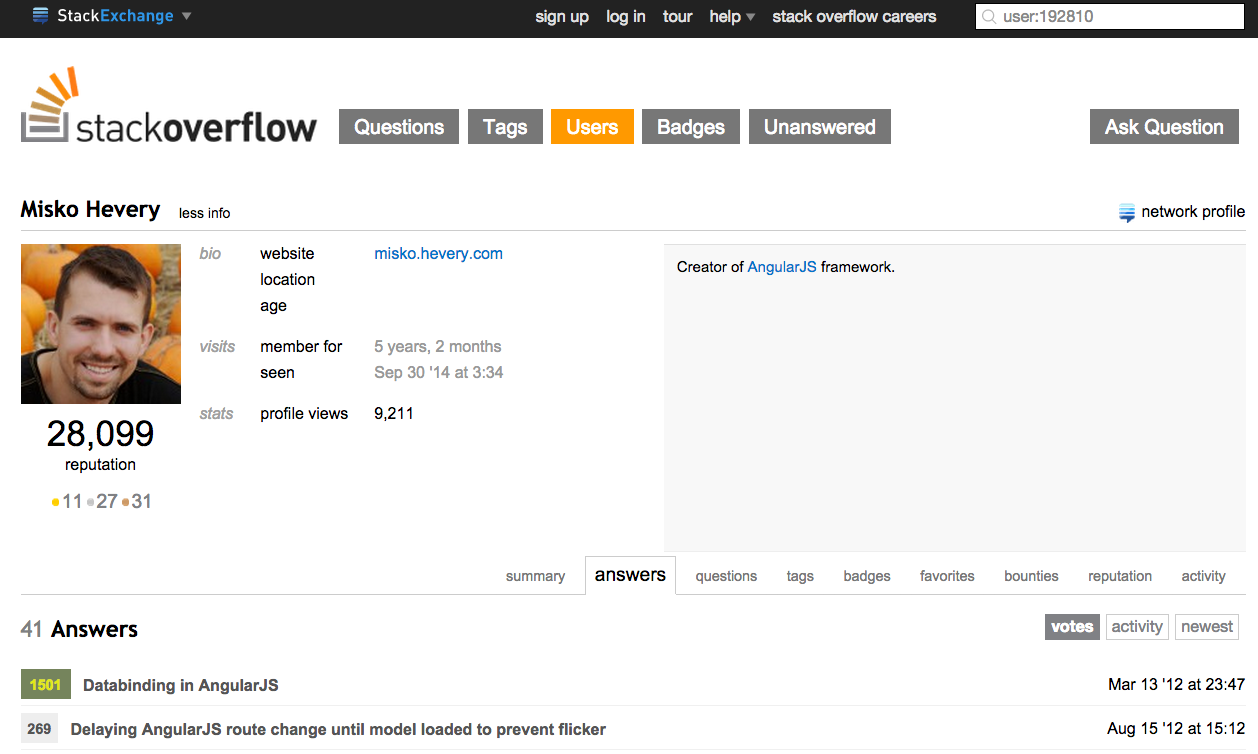 StackExchange
sign up log in tour help stack overflow careers
user:192810
stackoverflow
Questions Tags Users Badges Unanswered Ask Question
Misko Hevery less info
network profile
bio website misko.hevery.com
location
age
visits member for 5 years, 2 months
seen Sep 30 '14 at 3:34
stats profile views 9,211
Creator of AngularJS framework.
28,099
reputation
11 27 31
summary answers questions tags badges favorites bounties reputation activity
41 Answers
votes activity newest
1501 Databinding in AngularJS Mar 13 '12 at 23:47
269 Delaying AngularJS route change until model loaded to prevent flicker Aug 15 '12 at 15:12